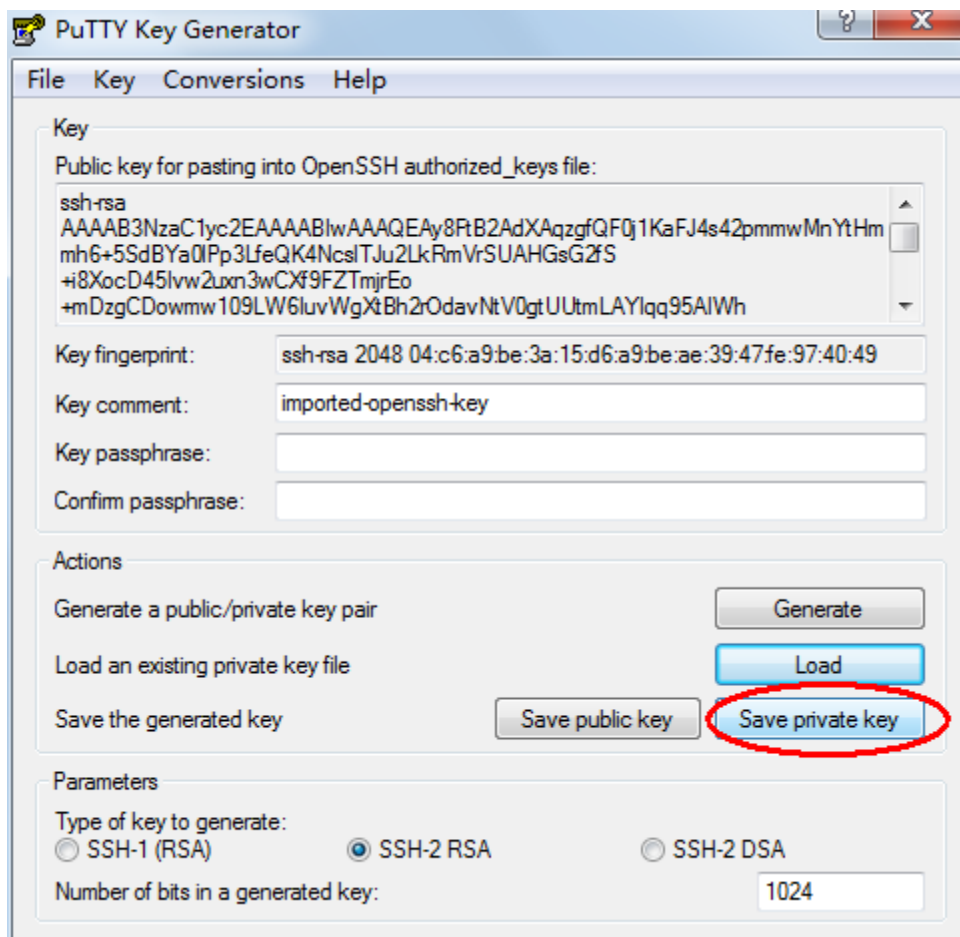 PuTTY Key Generator
File Key Conversions Help
Key
Public key for pasting into OpenSSH authorized_keys file:
ssh-rsa
AAAAB3NzaC1yc2EAAAABIwAAAQEAy8FtB2AdXAqzgfQF0j1KaFJ4s42pmmwMnYtHm
mh6+5SdBYa0lPp3LfeQK4NcslTJu2LkRmVrSUAHGsG2fS
+i8XocD45lvw2uxn3wCXf9FZTmjrEo
+mDzgCDowmw109LW6luvWgXtBh2rOdavNtV0gtUUtmLAYlqq95AIWh
Key fingerprint: ssh-rsa 2048 04:c6:a9:be:3a:15:d6:a9:be:ae:39:47:fe:97:40:49
Key comment: imported-openssh-key
Key passphrase:
Confirm passphrase:
Actions
Generate a public/private key pair Generate
Load an existing private key file Load
Save the generated key Save public key Save private key
Parameters
Type of key to generate:
SSH-1 (RSA) SSH-2 RSA SSH-2 DSA
Number of bits in a generated key: 1024